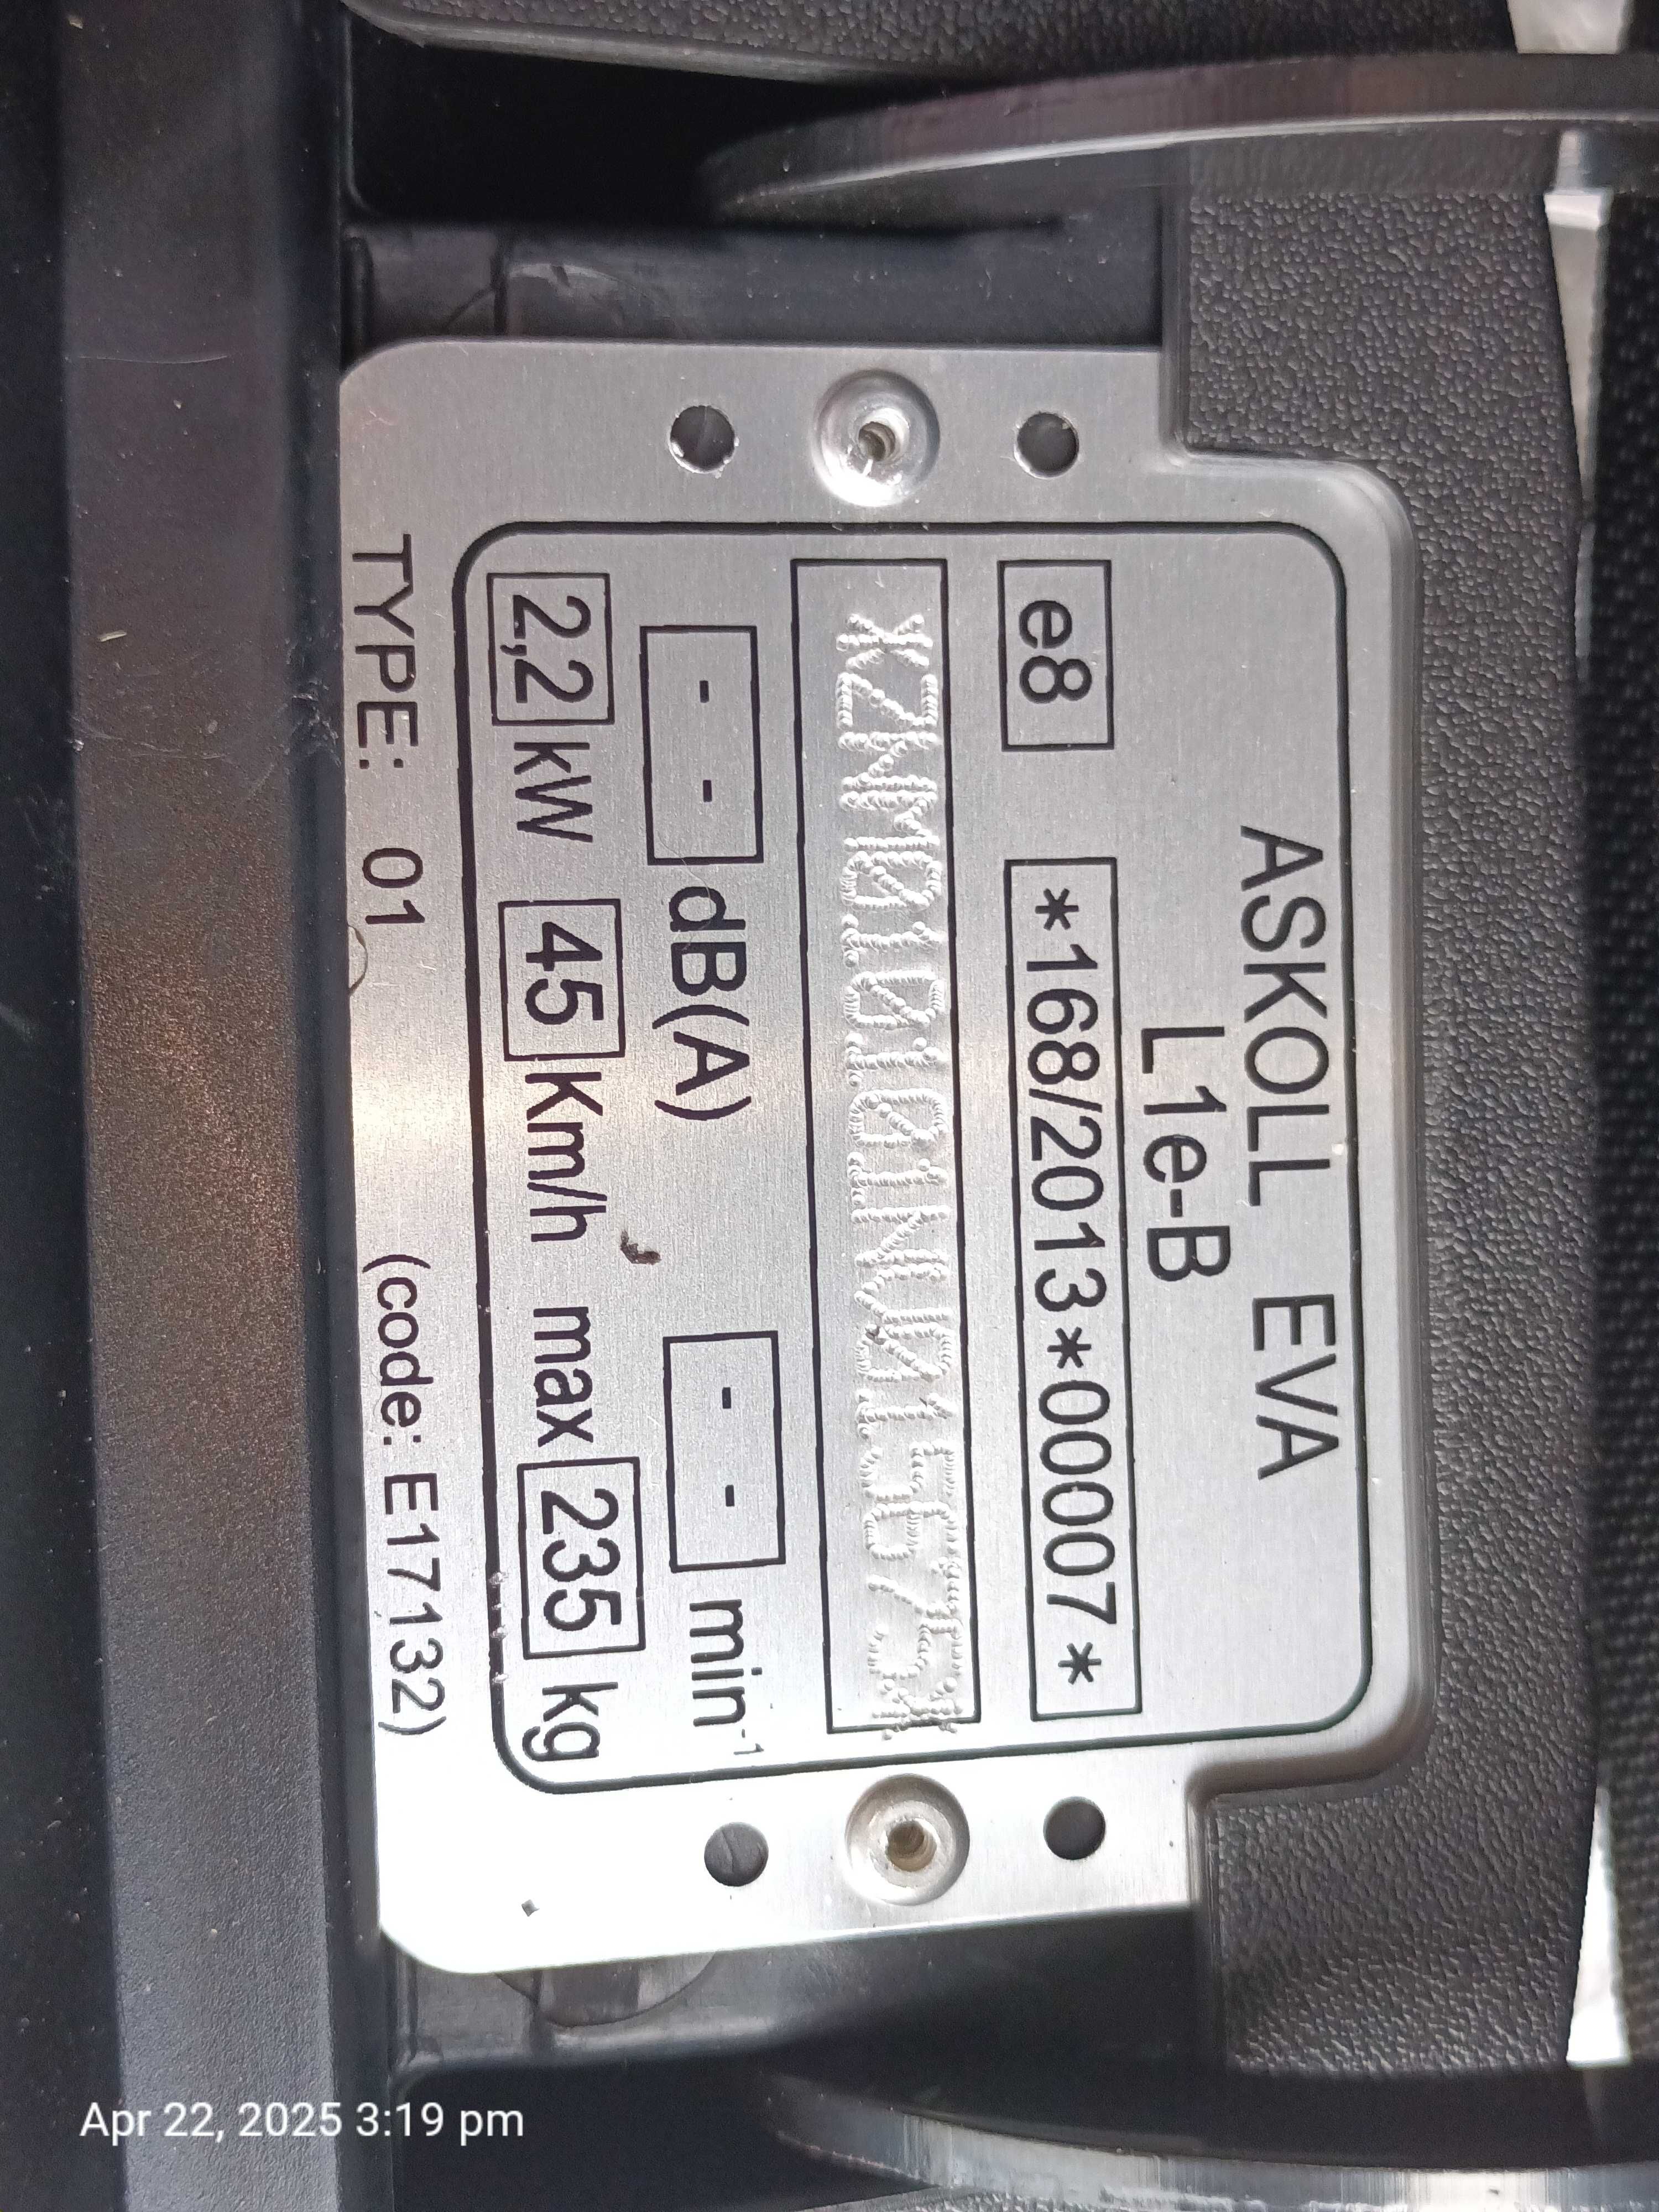 ASKOLL EVA
L1e-B
e8 *168/2013*00007*
- - dB(A) - - min-1
2,2 kW 45 Km/h max 235 kg
TYPE: 01 (code: E17132)
Apr 22, 2025 3:19 pm